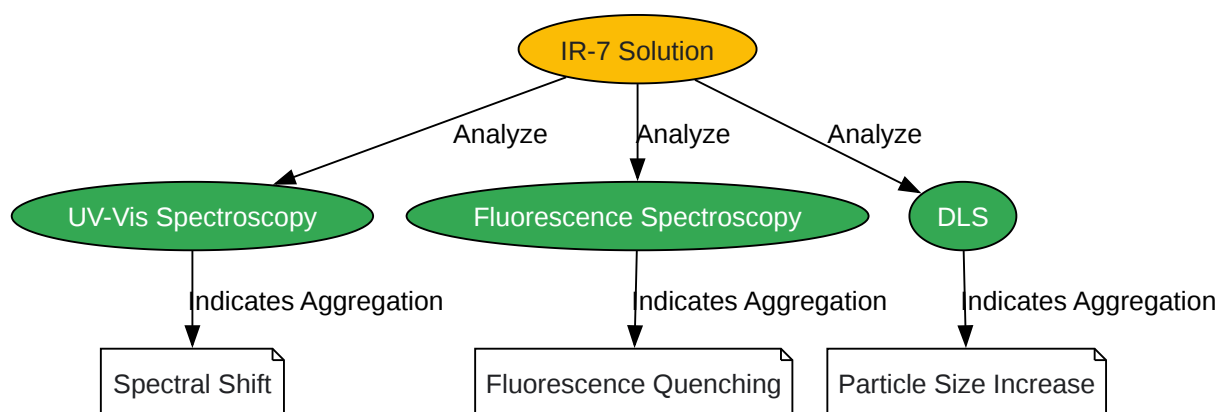 IR-7 Solution
Analyze
Analyze
Analyze
UV-Vis Spectroscopy
Fluorescence Spectroscopy
DLS
Indicates Aggregation
Indicates Aggregation
Indicates Aggregation
Spectral Shift
Fluorescence Quenching
Particle Size Increase